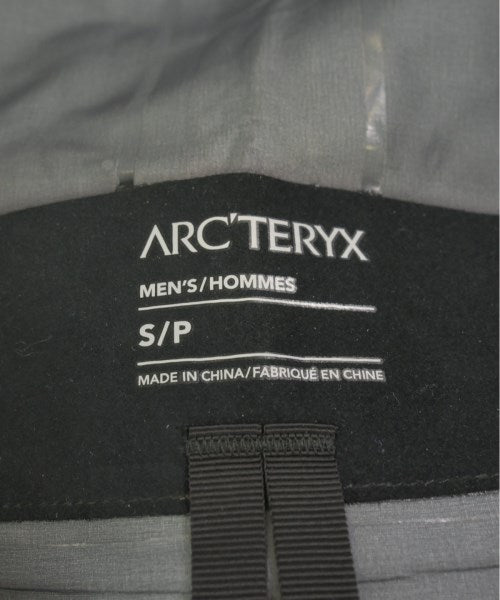 ARC'TERYX
MEN'S/HOMMES
S/P
MADE IN CHINA/FABRIQUÉ EN CHINE